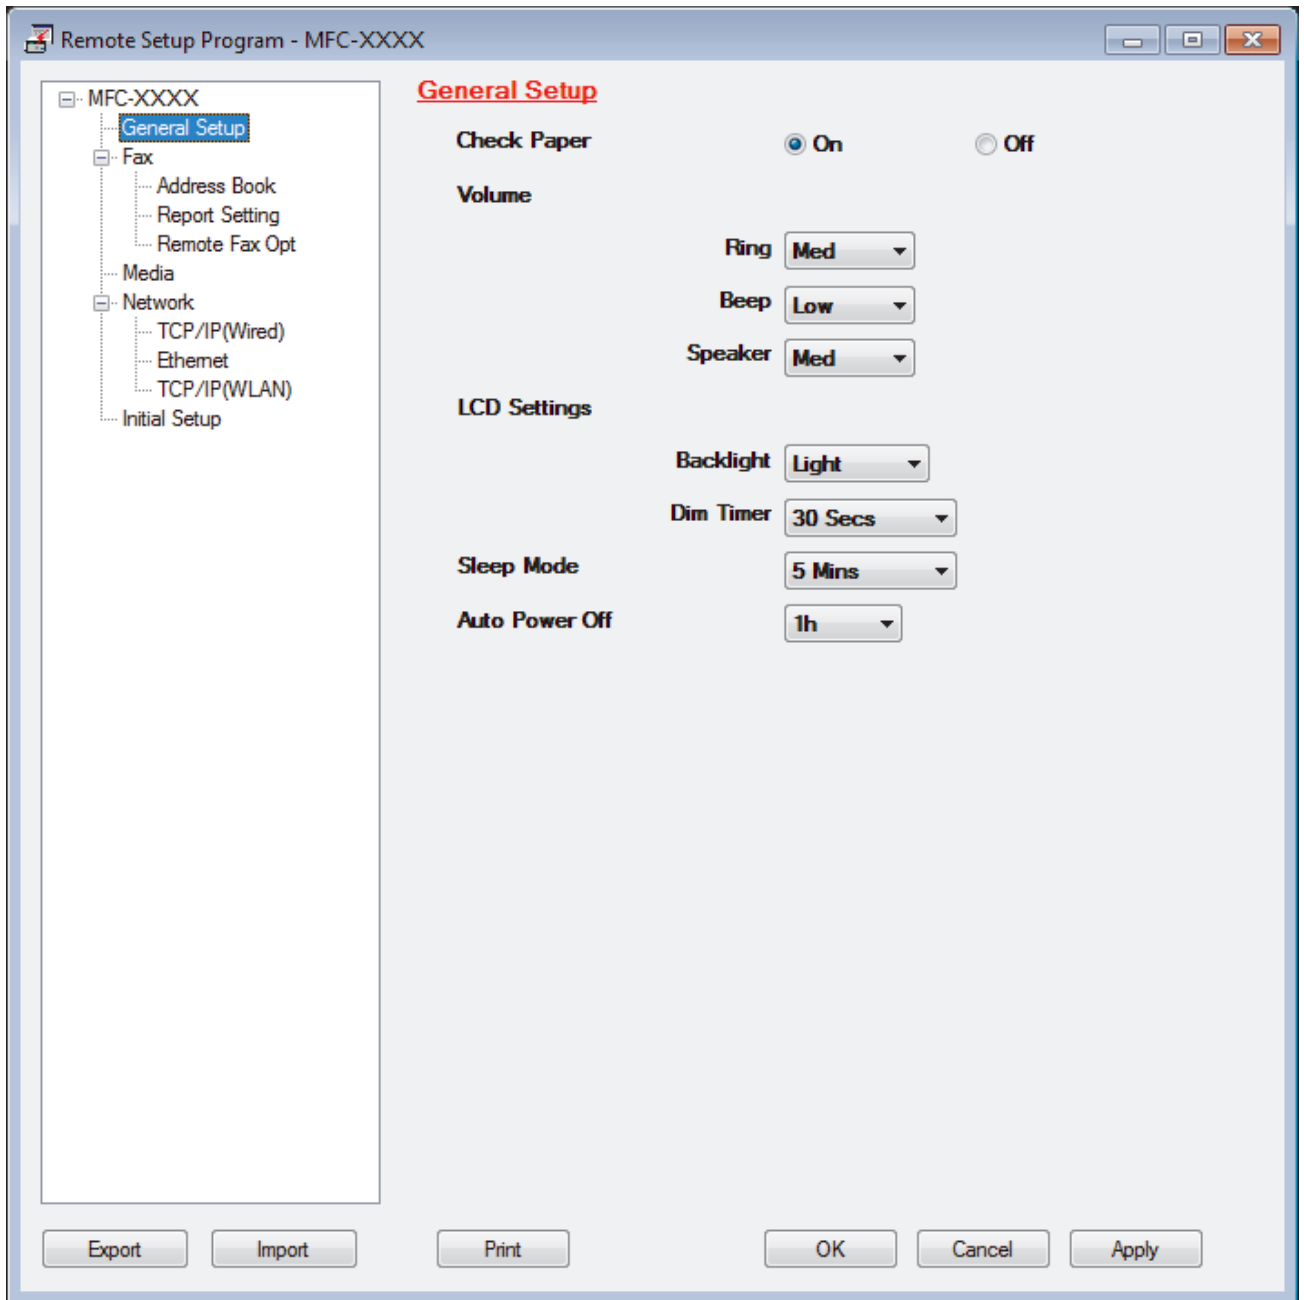 Remote Setup Program - MFC-XXXX
MFC-XXXX
General Setup
Fax
Address Book
Report Setting
Remote Fax Opt
Media
Network
TCP/IP(Wired)
Ethernet
TCP/IP(WLAN)
Initial Setup
General Setup
Check Paper On Off
Volume
Ring Med
Beep Low
Speaker Med
LCD Settings
Backlight Light
Dim Timer 30 Secs
Sleep Mode 5 Mins
Auto Power Off 1h
Export Import Print OK Cancel Apply